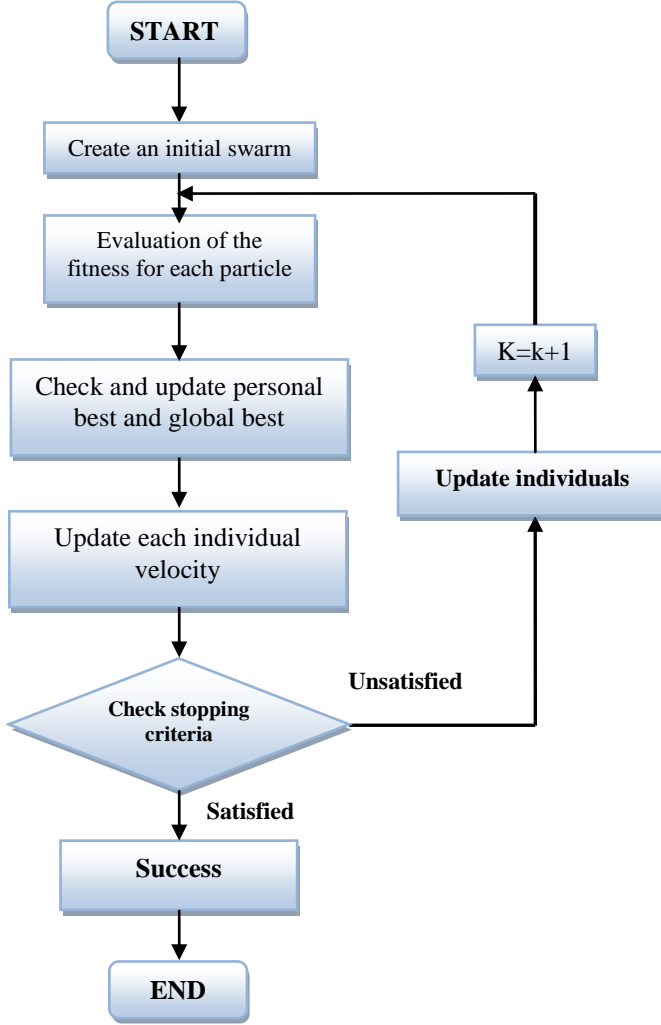 START
Create an initial swarm
Evaluation of the
fitness for each particle
K=k+1
Check and update personal
best and global best
Update individuals
Update each individual
velocity
Unsatisfied
Check stopping
criteria
Satisfied
Success
END